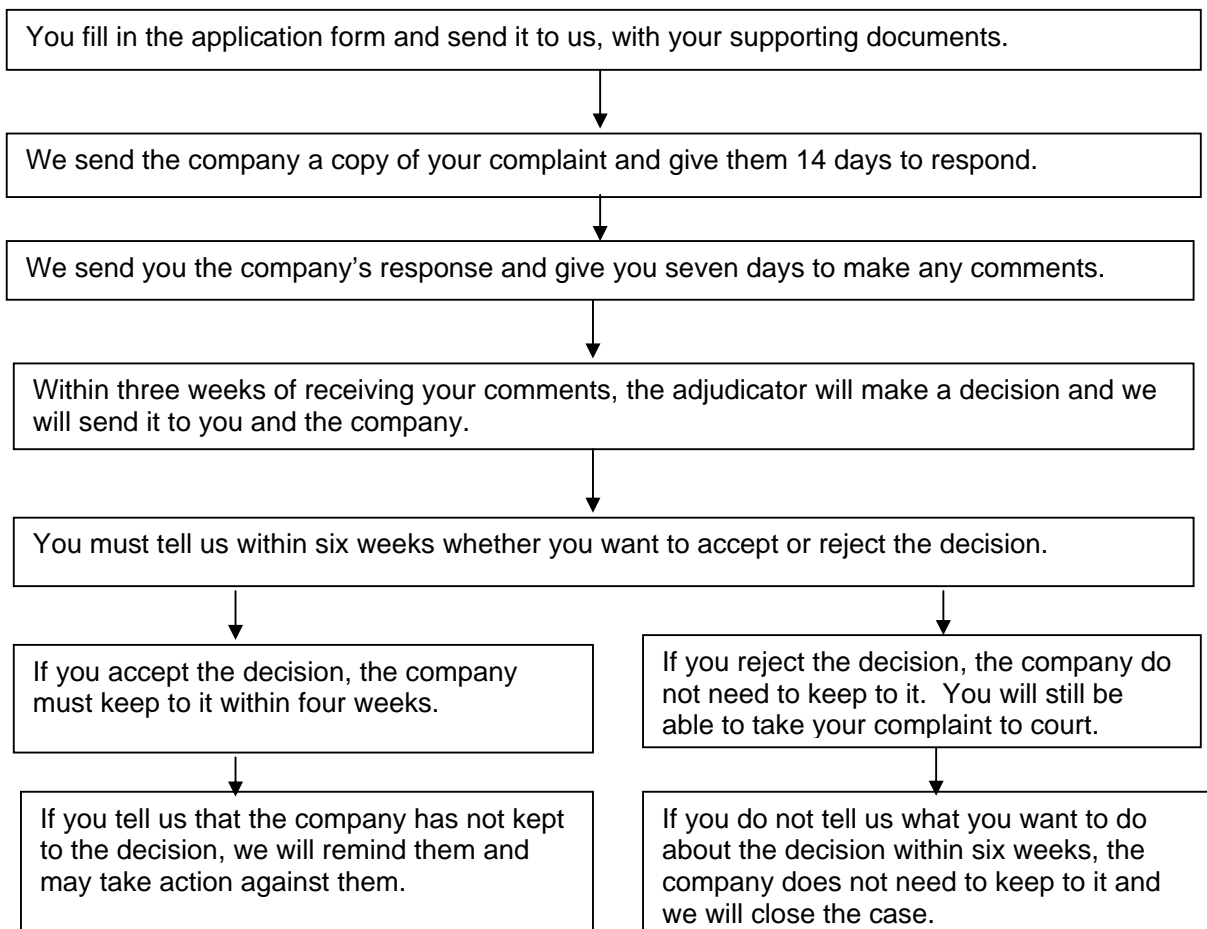 You fill in the application form and send it to us, with your supporting documents.
We send the company a copy of your complaint and give them 14 days to respond.
We send you the company’s response and give you seven days to make any comments.
Within three weeks of receiving your comments, the adjudicator will make a decision and we
will send it to you and the company.
You must tell us within six weeks whether you want to accept or reject the decision.
If you accept the decision, the company
must keep to it within four weeks.
If you reject the decision, the company do
not need to keep to it.  You will still be
able to take your complaint to court.
If you tell us that the company has not kept
to the decision, we will remind them and
may take action against them.
If you do not tell us what you want to do
about the decision within six weeks, the
company does not need to keep to it and
we will close the case.